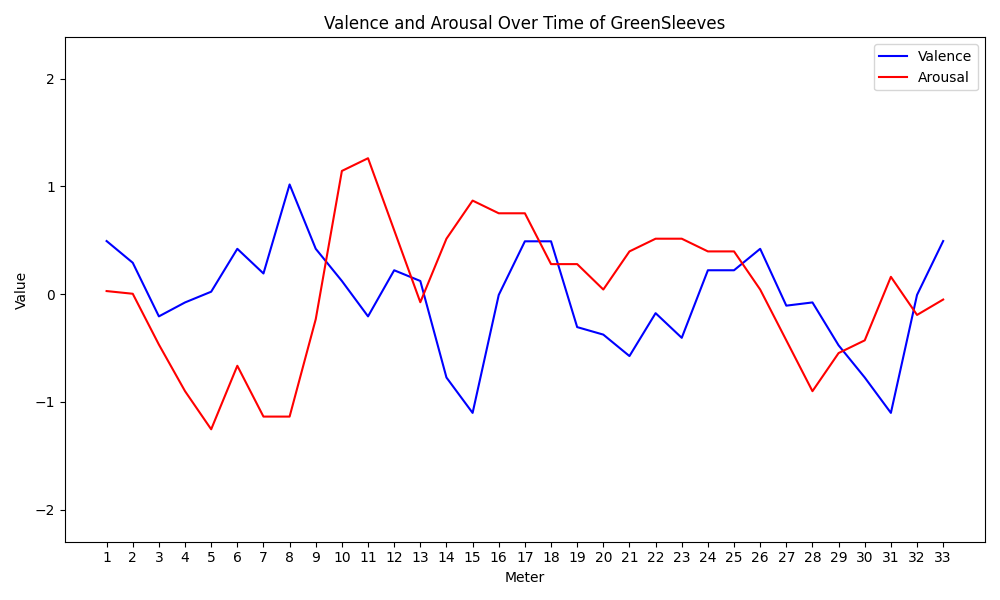 Valence and Arousal Over Time of GreenSleeves
Valence
Arousal
Value
2
1
0
−1
−2
1 2 3 4 5 6 7 8 9 10 11 12 13 14 15 16 17 18 19 20 21 22 23 24 25 26 27 28 29 30 31 32 33
Meter